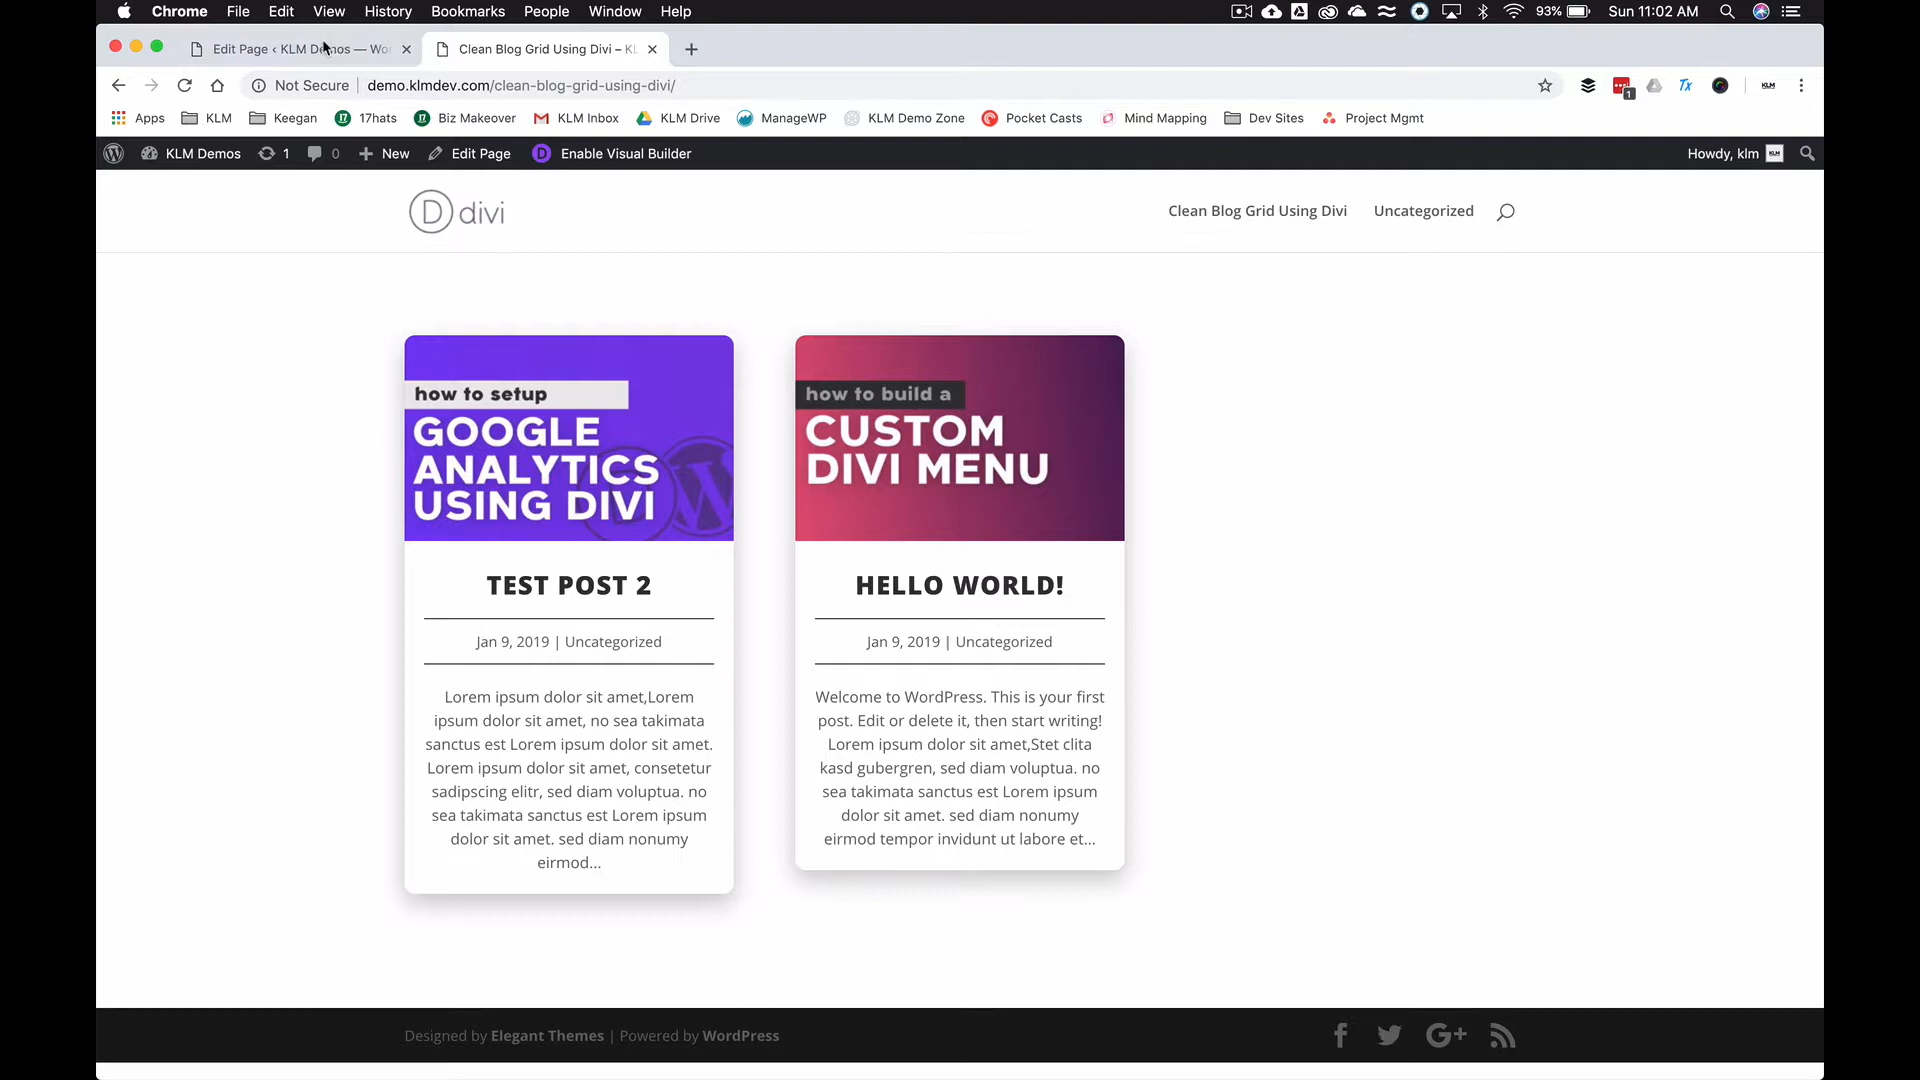 Chrome File Edit View History Bookmarks People Window Help 93% Sun 11:02 AM
Edit Page ‹ KLM Demos — Wor Clean Blog Grid Using Divi – KL
Not Secure demo.klmdev.com/clean-blog-grid-using-divi/ 1 Tx KLM
Apps KLM Keegan 17hats Biz Makeover KLM Inbox KLM Drive ManageWP KLM Demo Zone Pocket Casts Mind Mapping Dev Sites Project Mgmt
KLM Demos 1 0 New Edit Page D Enable Visual Builder Howdy, klm KLM
D divi Clean Blog Grid Using Divi Uncategorized
how to setup
GOOGLE
ANALYTICS
USING DIVI
TEST POST 2
Jan 9, 2019 | Uncategorized
Lorem ipsum dolor sit amet,Lorem
ipsum dolor sit amet, no sea takimata
sanctus est Lorem ipsum dolor sit amet.
Lorem ipsum dolor sit amet, consetetur
sadipscing elitr, sed diam voluptua. no
sea takimata sanctus est Lorem ipsum
dolor sit amet. sed diam nonumy
eirmod...
how to build a
CUSTOM
DIVI MENU
HELLO WORLD!
Jan 9, 2019 | Uncategorized
Welcome to WordPress. This is your first
post. Edit or delete it, then start writing!
Lorem ipsum dolor sit amet,Stet clita
kasd gubergren, sed diam voluptua. no
sea takimata sanctus est Lorem ipsum
dolor sit amet. sed diam nonumy
eirmod tempor invidunt ut labore et...
Designed by Elegant Themes | Powered by WordPress G+